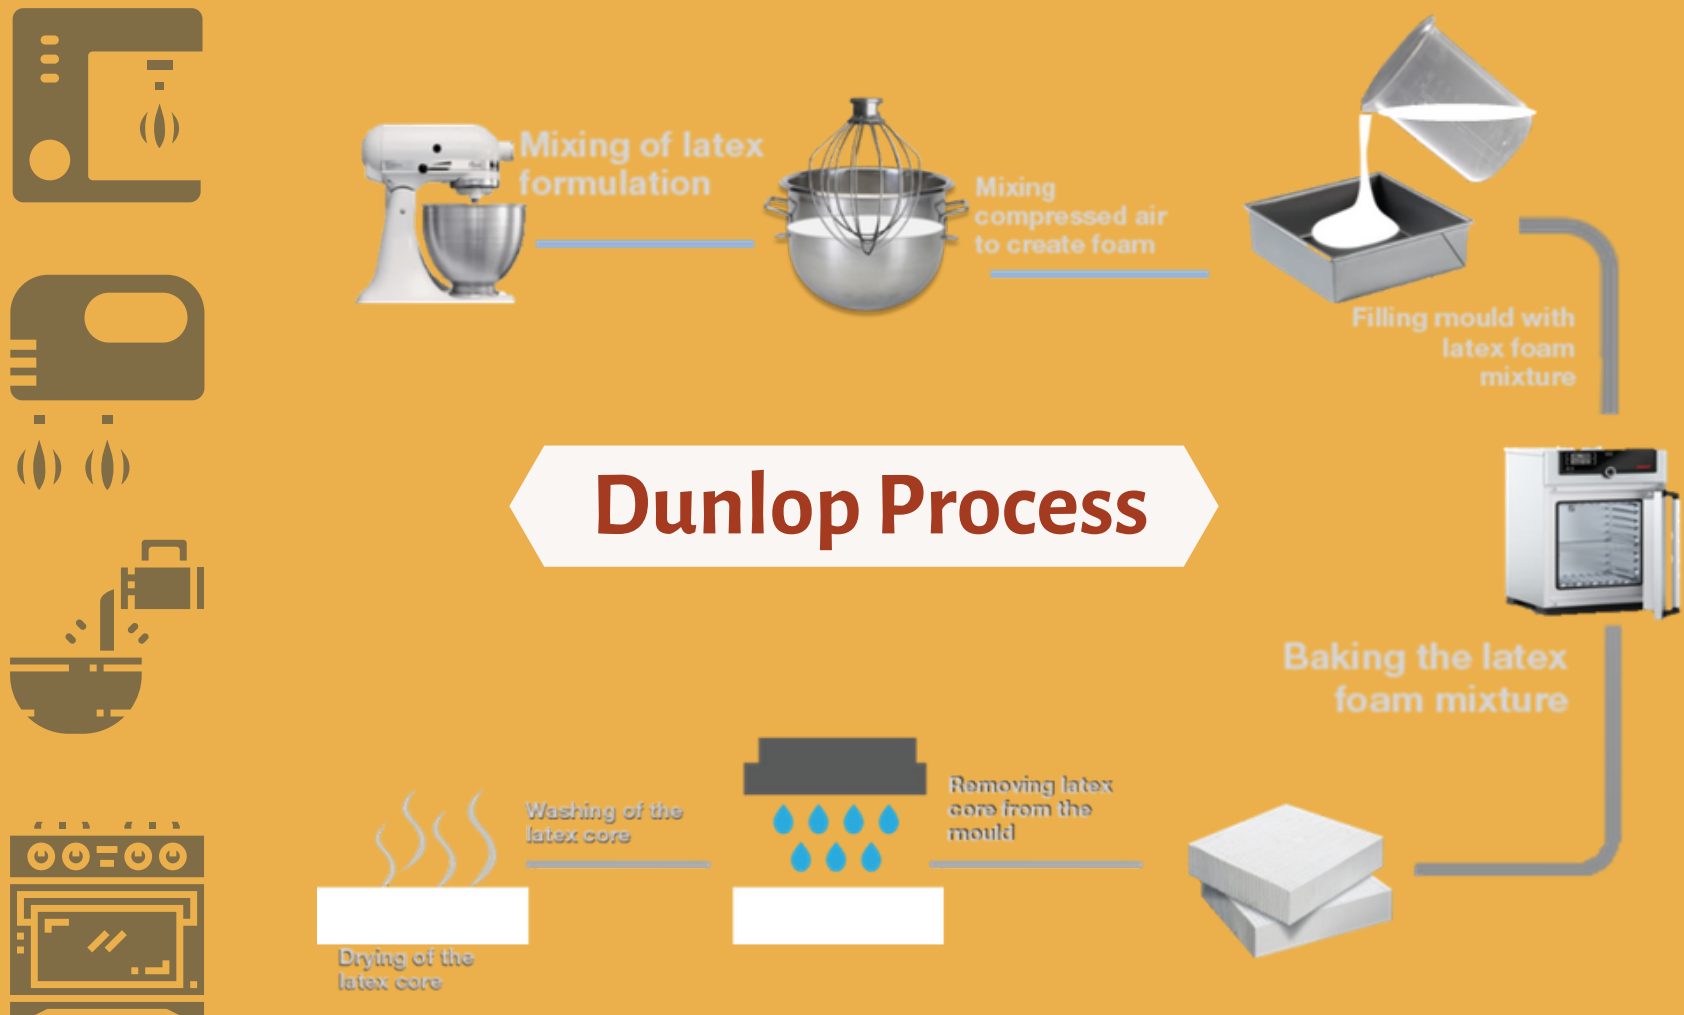 Mixing of latex
formulation
Mixing
compressed air
to create foam
Filling mould with
latex foam
mixture
Dunlop Process
Baking the latex
foam mixture
Removing latex
core from the
mould
Washing of the
latex core
Drying of the
latex core